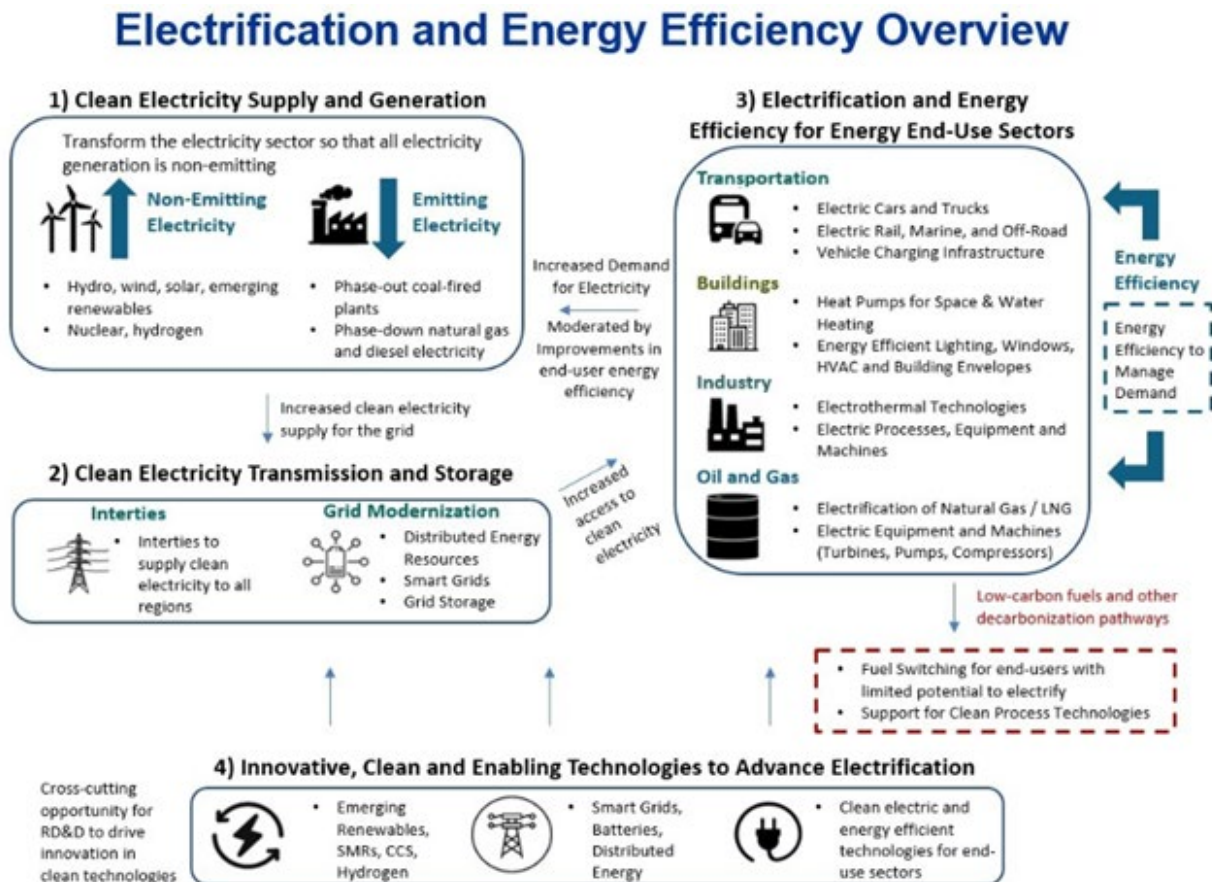 Electrification and Energy Efficiency Overview
1) Clean Electricity Supply and Generation
Transform the electricity sector so that all electricity
generation is non-emitting
Non-Emitting
Electricity
• Hydro, wind, solar, emerging
renewables
• Nuclear, hydrogen
Emitting
Electricity
• Phase-out coal-fired
plants
• Phase-down natural gas
and diesel electricity
Increased clean electricity
supply for the grid
2) Clean Electricity Transmission and Storage
Interties
• Interties to
supply clean
electricity to all
regions
Grid Modernization
• Distributed Energy
Resources
• Smart Grids
• Grid Storage
Increased Demand
for Electricity
Moderated by
Improvements in
end-user energy
efficiency
Increased
access to
clean
electricity
3) Electrification and Energy
Efficiency for Energy End-Use Sectors
Transportation
• Electric Cars and Trucks
• Electric Rail, Marine, and Off-Road
• Vehicle Charging Infrastructure
Buildings
• Heat Pumps for Space & Water
Heating
• Energy Efficient Lighting, Windows,
HVAC and Building Envelopes
Industry
• Electrothermal Technologies
• Electric Processes, Equipment and
Machines
Oil and Gas
• Electrification of Natural Gas / LNG
• Electric Equipment and Machines
(Turbines, Pumps, Compressors)
Energy
Efficiency
Energy
Efficiency to
Manage
Demand
Low-carbon fuels and other
decarbonization pathways
• Fuel Switching for end-users with
limited potential to electrify
• Support for Clean Process Technologies
4) Innovative, Clean and Enabling Technologies to Advance Electrification
Cross-cutting
opportunity for
RD&D to drive
innovation in
clean technologies
• Emerging
Renewables,
SMRs, CCS,
Hydrogen
• Smart Grids,
Batteries,
Distributed
Energy
• Clean electric and
energy efficient
technologies for end-
use sectors